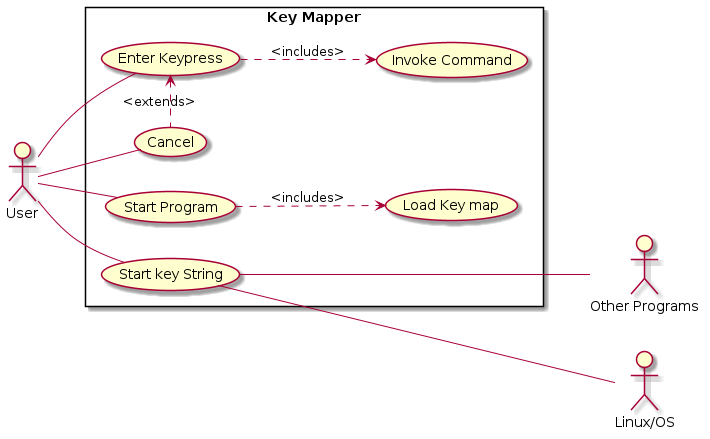 Key Mapper
Enter Keypress
<includes>
Invoke Command
<extends>
Cancel
User
Start Program
<includes>
Load Key map
Start key String
Other Programs
Linux/OS